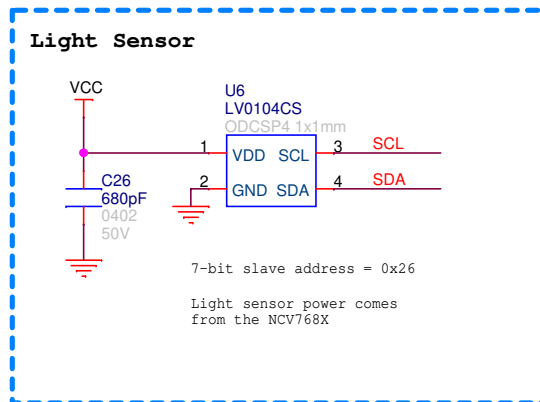 Light Sensor
VCC
U6
LV0104CS
ODCSP4 1x1mm
1 VDD SCL 3 SCL
2 GND SDA 4 SDA
C26
680pF
0402
50V
7-bit slave address = 0x26
Light sensor power comes
from the NCV768X